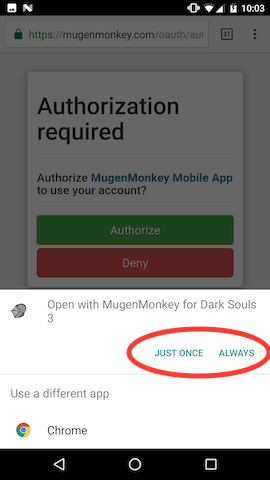 10:03
https://mugenmonkey.com/oauth/aut
37
Authorization
required
Authorize MugenMonkey Mobile App
to use your account?
Authorize
Deny
Open with MugenMonkey for Dark Souls
3
JUST ONCE ALWAYS
Use a different app
Chrome